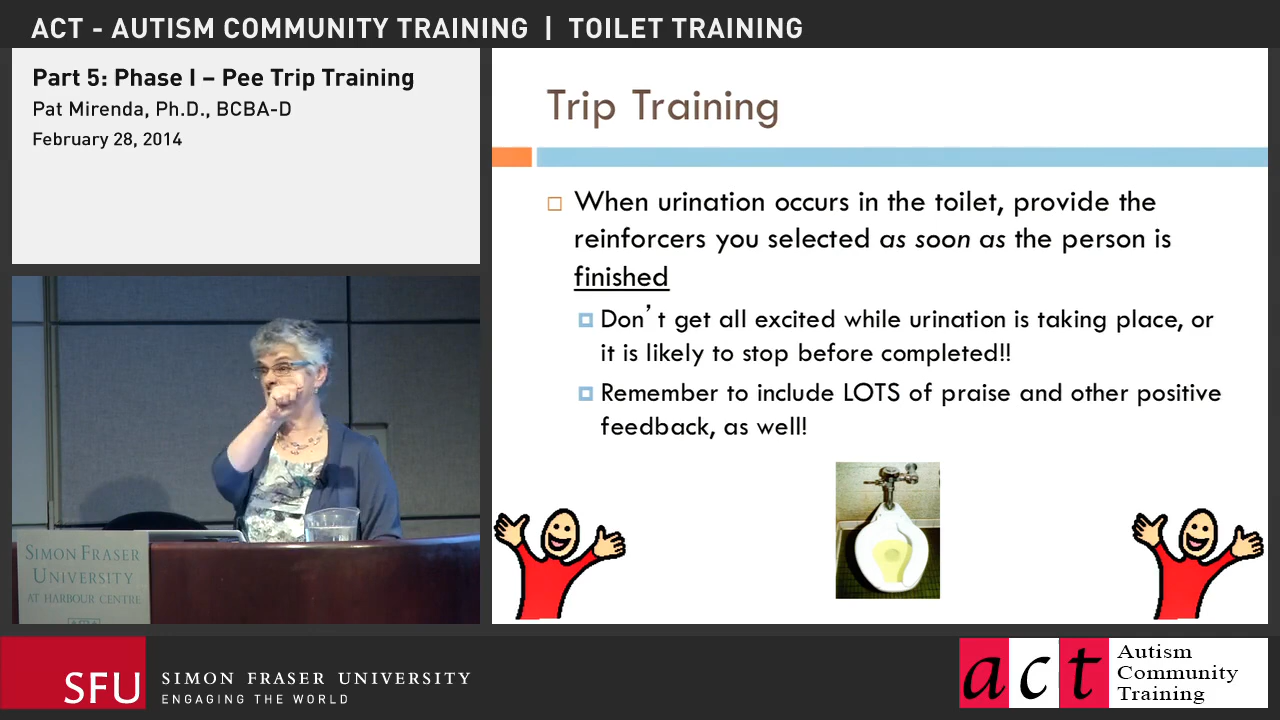 ACT - AUTISM COMMUNITY TRAINING | TOILET TRAINING
Part 5: Phase I – Pee Trip Training
Pat Mirenda, Ph.D., BCBA-D
February 28, 2014
Trip Training
When urination occurs in the toilet, provide the
reinforcers you selected as soon as the person is
finished
Don't get all excited while urination is taking place, or
it is likely to stop before completed!!
Remember to include LOTS of praise and other positive
feedback, as well!
SIMON FRASER
UNIVERSITY
AT HARBOUR CENTRE
SFU
SIMON FRASER UNIVERSITY
ENGAGING THE WORLD
act
Autism
Community
Training